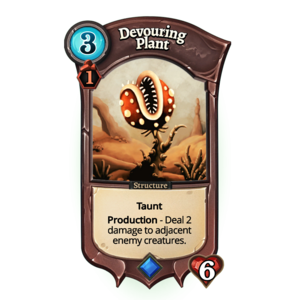 Devouring
Plant
3
1
Structure
Taunt
Production - Deal 2
damage to adjacent
enemy creatures.
6